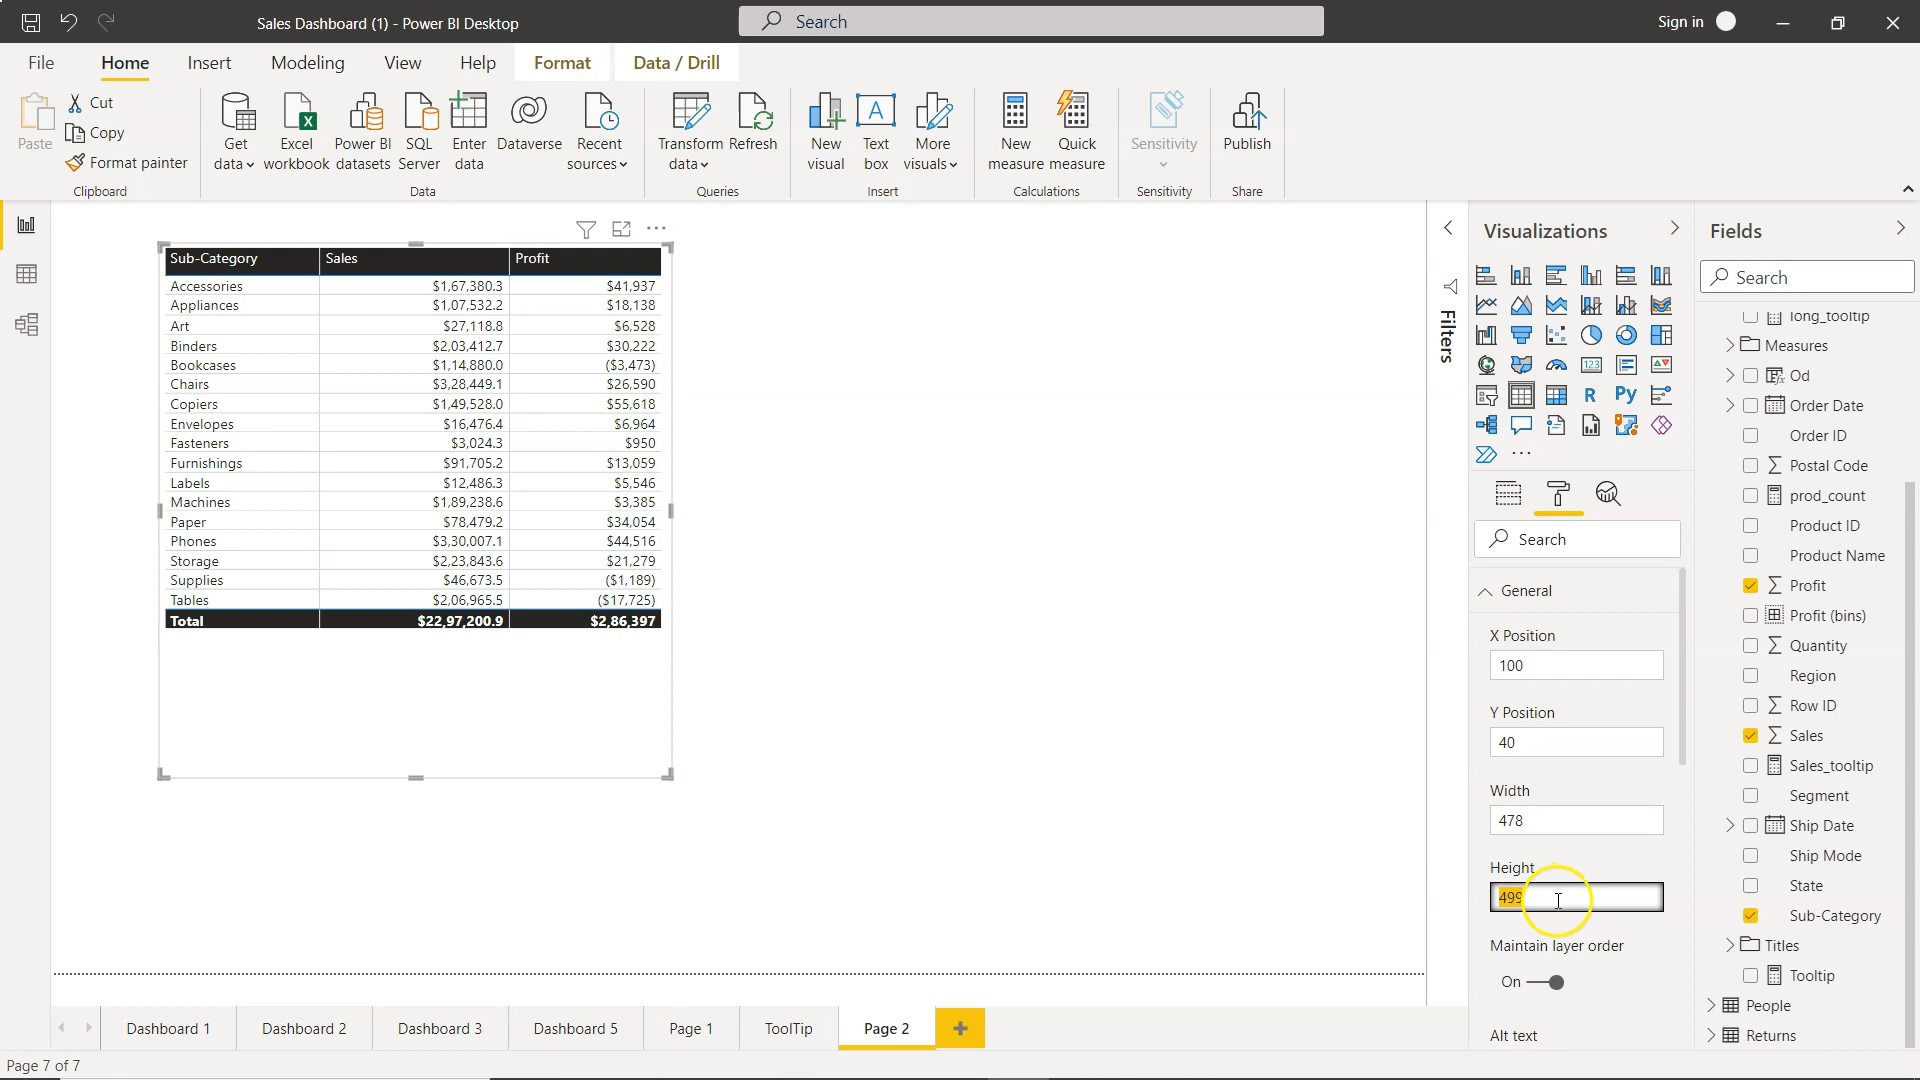 Sales Dashboard (1) - Power BI Desktop
Search
Sign in
File Home Insert Modeling View Help Format Data / Drill
Paste
Cut
Copy
Format painter
Clipboard
Get data
Excel workbook
Power BI datasets
SQL Server
Enter data
Dataverse
Recent sources
Data
Transform data
Refresh
Queries
New visual
Text box
More visuals
Insert
New measure
Quick measure
Calculations
Sensitivity
Sensitivity
Publish
Share
Sub-Category Sales Profit
Accessories $1,67,380.3 $41,937
Appliances $1,07,532.2 $18,138
Art $27,118.8 $6,528
Binders $2,03,412.7 $30,222
Bookcases $1,14,880.0 ($3,473)
Chairs $3,28,449.1 $26,590
Copiers $1,49,528.0 $55,618
Envelopes $16,476.4 $6,964
Fasteners $3,024.3 $950
Furnishings $91,705.2 $13,059
Labels $12,486.3 $5,546
Machines $1,89,238.6 $3,385
Paper $78,479.2 $34,054
Phones $3,30,007.1 $44,516
Storage $2,23,843.6 $21,279
Supplies $46,673.5 ($1,189)
Tables $2,06,965.5 ($17,725)
Total $22,97,200.9 $2,86,397
Filters
Visualizations
123
R
Py
Search
General
X Position
100
Y Position
40
Width
478
Height
499
Maintain layer order
On
Alt text
Fields
Search
long_tooltip
Measures
Od
Order Date
Order ID
Postal Code
prod_count
Product ID
Product Name
Profit
Profit (bins)
Quantity
Region
Row ID
Sales
Sales_tooltip
Segment
Ship Date
Ship Mode
State
Sub-Category
Titles
Tooltip
People
Returns
Dashboard 1 Dashboard 2 Dashboard 3 Dashboard 5 Page 1 ToolTip Page 2
Page 7 of 7